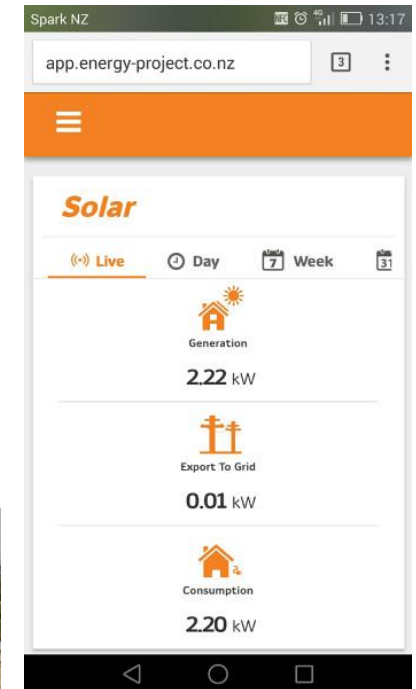 Spark NZ 4G 13:17
app.energy-project.co.nz 3
Solar
Live Day 7 Week 31
Generation
2.22 kW
Export To Grid
0.01 kW
Consumption
2.20 kW